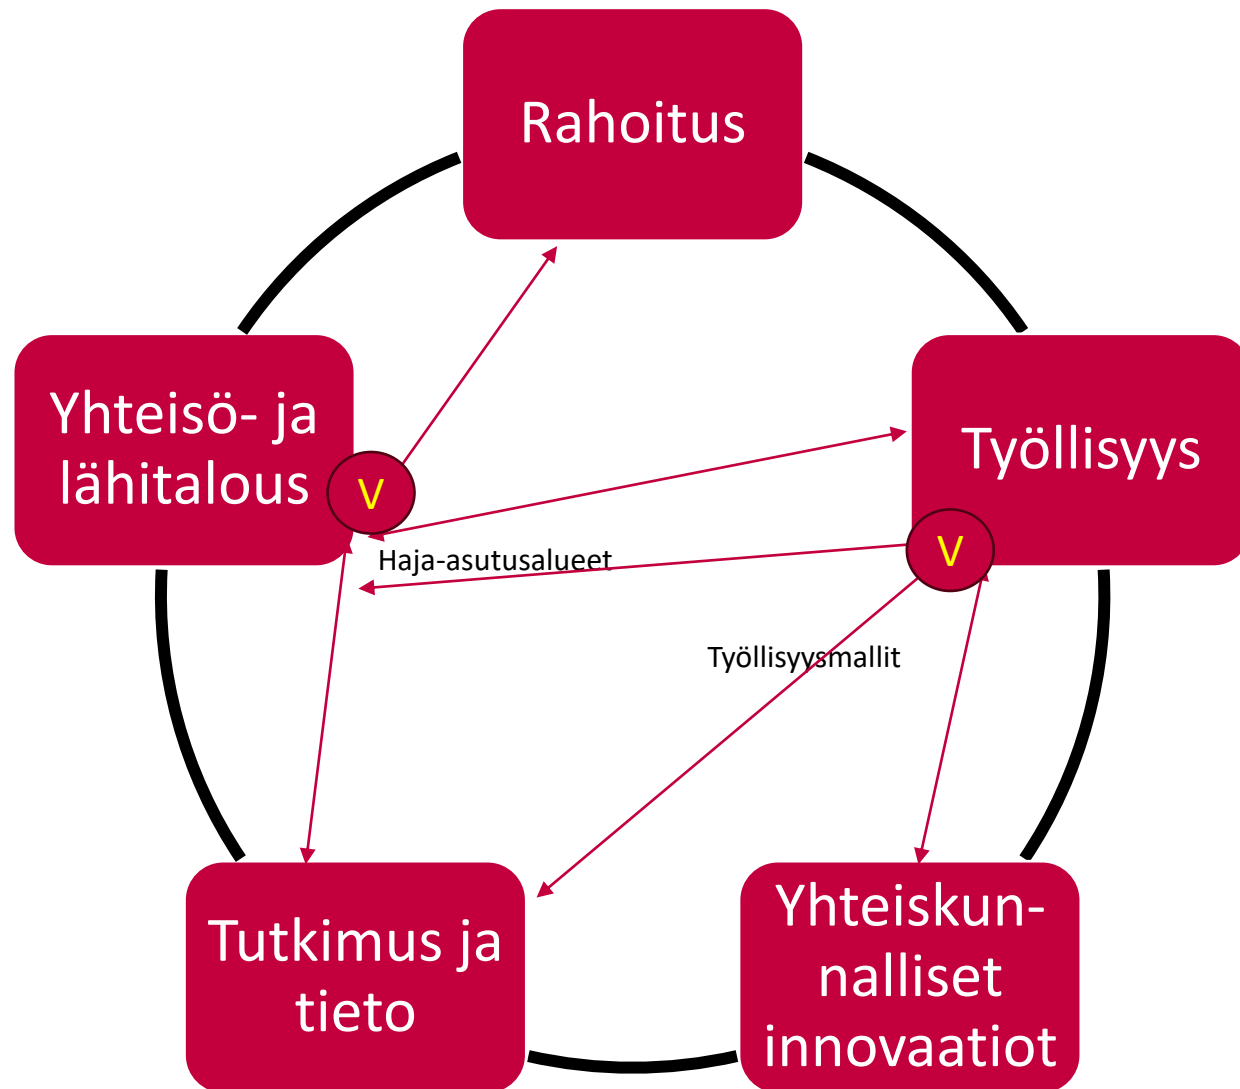 Rahoitus
Yhteisö- ja
lähitalous
V
Työllisyys
V
Haja-asutusalueet
Työllisyysmallit
Tutkimus ja
tieto
Yhteiskun-
nalliset
innovaatiot